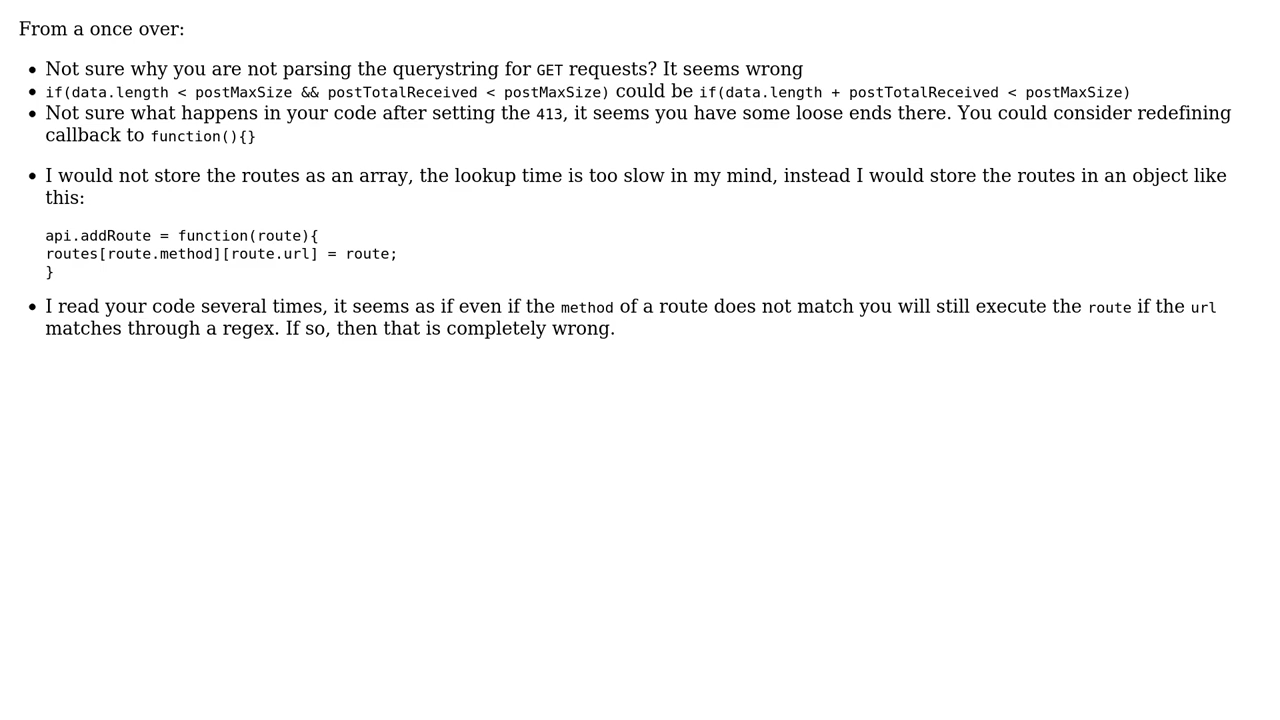 From a once over:
• Not sure why you are not parsing the querystring for GET requests? It seems wrong
• if(data.length < postMaxSize && postTotalReceived < postMaxSize) could be if(data.length + postTotalReceived < postMaxSize)
• Not sure what happens in your code after setting the 413, it seems you have some loose ends there. You could consider redefining
callback to function(){}
• I would not store the routes as an array, the lookup time is too slow in my mind, instead I would store the routes in an object like
this:
api.addRoute = function(route){
routes[route.method][route.url] = route;
}
• I read your code several times, it seems as if even if the method of a route does not match you will still execute the route if the url
matches through a regex. If so, then that is completely wrong.